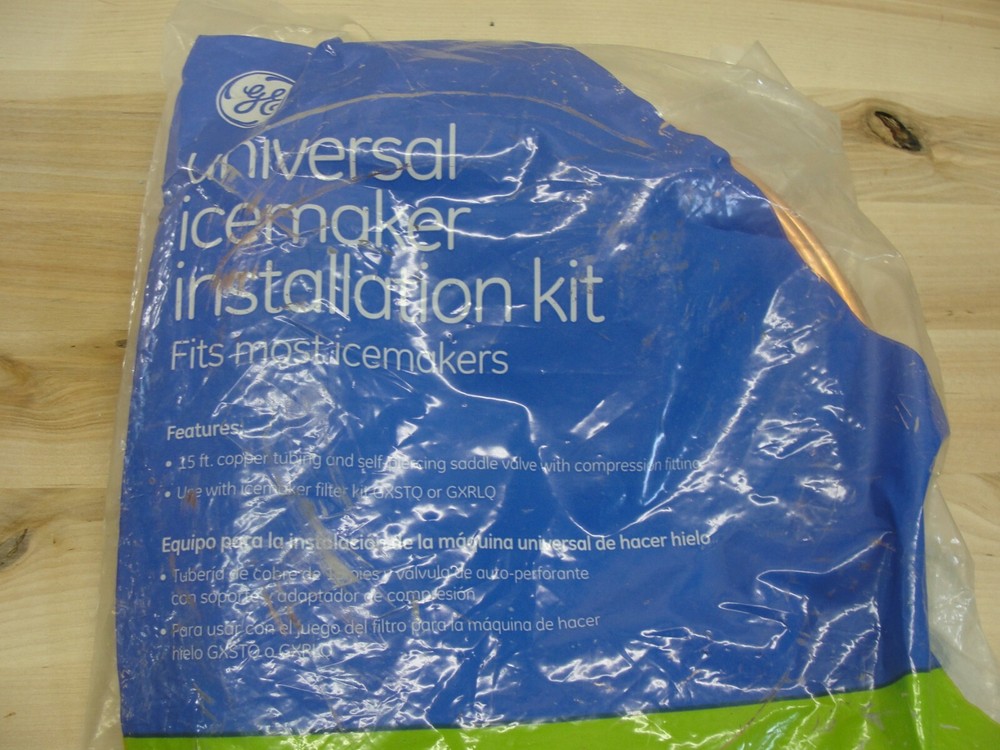 GE
universal
icemaker
installation kit
Fits most icemakers
Features:
• 15 ft. copper tubing and self-piercing saddle valve with compression fitting
• Use with icemaker filter kit GXSTQ or GXRLQ
Equipo para la instalación de la máquina universal de hacer hielo
• Tubería de cobre de 15 pies y válvula de auto-perforante
con soporte y adaptador de compresión
• Para usar con el juego del filtro para la máquina de hacer
hielo GXSTQ o GXRLQ